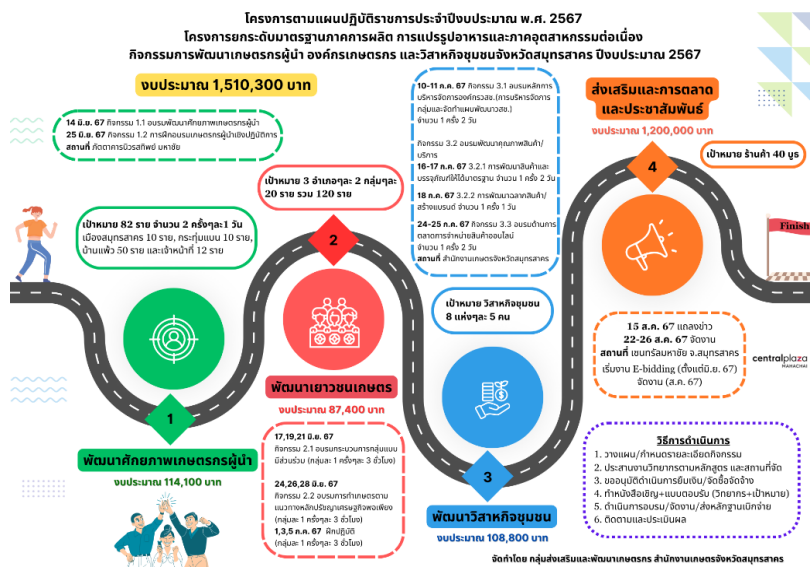 โครงการตามแผนปฏิบัติราชการประจำปีงบประมาณ พ.ศ. 2567
โครงการยกระดับมาตรฐานภาคการผลิต การแปรรูปอาหารและภาคอุตสาหกรรมต่อเนื่อง
กิจกรรมการพัฒนาเกษตรกรผู้นำ องค์กรเกษตรกร และวิสาหกิจชุมชนจังหวัดสมุทรสาคร ปีงบประมาณ 2567
งบประมาณ 1,510,300 บาท
14 มิ.ย. 67 กิจกรรม 1.1 อบรมพัฒนาศักยภาพเกษตรกรผู้นำ
25 มิ.ย. 67 กิจกรรม 1.2 การฝึกอบรมเกษตรกรผู้นำเชิงปฏิบัติการ
สถานที่ ภัตตาคารนิวรสทิพย์ มหาชัย
เป้าหมาย 82 ราย จำนวน 2 ครั้งๆละ1 วัน
เมืองสมุทรสาคร 10 ราย, กระทุ่มแบน 10 ราย,
บ้านแพ้ว 50 ราย และเจ้าหน้าที่ 12 ราย
1
พัฒนาศักยภาพเกษตรกรผู้นำ
งบประมาณ 114,100 บาท
เป้าหมาย 3 อำเภอๆละ 2 กลุ่มๆละ
20 ราย รวม 120 ราย
2
พัฒนาเยาวชนเกษตร
งบประมาณ 87,400 บาท
17,19,21 มิ.ย. 67
กิจกรรม 2.1 อบรมกระบวนการกลุ่มแบบ
มีส่วนร่วม (กลุ่มละ 1 ครั้งๆละ 3 ชั่วโมง)
24,26,28 มิ.ย. 67
กิจกรรม 2.2 อบรมการทำเกษตรตาม
แนวทางหลักปรัชญาเศรษฐกิจพอเพียง
(กลุ่มละ 1 ครั้งๆละ 3 ชั่วโมง)
1,3,5 ก.ค. 67 ฝึกปฏิบัติ
(กลุ่มละ 1 ครั้งๆละ 3 ชั่วโมง)
10-11 ก.ค. 67 กิจกรรม 3.1 อบรมหลักการ
บริหารจัดการองค์กรวสช.(การบริหารจัดการ
กลุ่มและจัดทำแผนพัฒนาวสช.)
จำนวน 1 ครั้ง 2 วัน
กิจกรรม 3.2 อบรมพัฒนาคุณภาพสินค้า/
บริการ
16-17 ก.ค. 67 3.2.1 การพัฒนาสินค้าและ
บรรจุภัณฑ์ให้ได้มาตรฐาน จำนวน 1 ครั้ง 2 วัน
18 ก.ค. 67 3.2.2 การพัฒนาฉลากสินค้า/
สร้างแบรนด์ จำนวน 1 ครั้ง 1 วัน
24-25 ก.ค. 67 กิจกรรม 3.3 อบรมด้านการ
ตลาดการจำหน่ายสินค้าออนไลน์
จำนวน 1 ครั้ง 2 วัน
สถานที่ สำนักงานเกษตรจังหวัดสมุทรสาคร
เป้าหมาย วิสาหกิจชุมชน
8 แห่งๆละ 5 คน
3
พัฒนาวิสาหกิจชุมชน
งบประมาณ 108,800 บาท
ส่งเสริมและการตลาด
และประชาสัมพันธ์
งบประมาณ 1,200,000 บาท
4
เป้าหมาย ร้านค้า 40 บูธ
Finish
15 ส.ค. 67 แถลงข่าว
22-26 ส.ค. 67 จัดงาน
สถานที่ เซนทรัลมหาชัย จ.สมุทรสาคร
เริ่มงาน E-bidding (ตั้งแต่มิ.ย. 67)
จัดงาน (ส.ค. 67)
centralplaza
MAHACHAI
วิธีการดำเนินการ
1. วางแผน/กำหนดรายละเอียดกิจกรรม
2. ประสานงานวิทยากรตามหลักสูตร และสถานที่จัด
3. ขออนุมัติดำเนินการยืมเงิน/จัดซื้อจัดจ้าง
4. ทำหนังสือเชิญ+แบบตอบรับ (วิทยากร+เป้าหมาย)
5. ดำเนินการอบรม/จัดงาน/ส่งหลักฐานเบิกจ่าย
6. ติดตามและประเมินผล
จัดทำโดย กลุ่มส่งเสริมและพัฒนาเกษตรกร สำนักงานเกษตรจังหวัดสมุทรสาคร